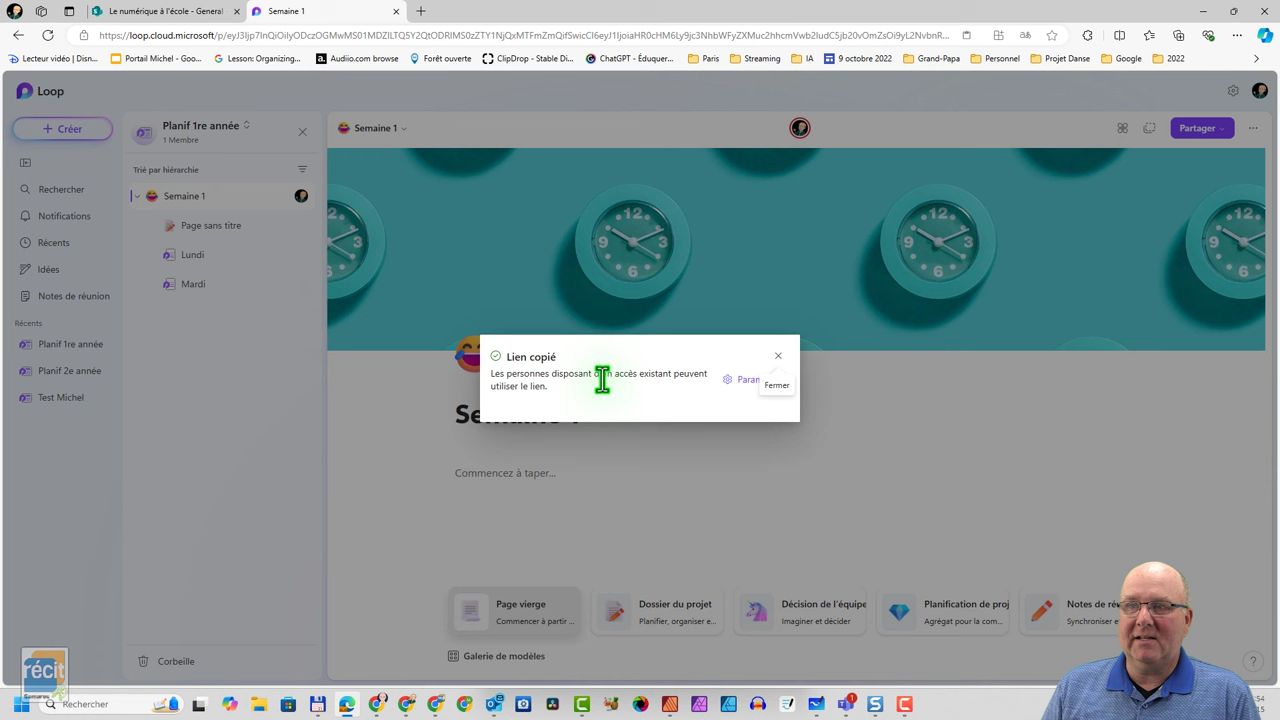 Le numérique à l'école - General
Semaine 1
https://loop.cloud.microsoft/p/
Lecteur vidéo | Disn...
Portail Michel - Goo...
Lesson: Organizing...
Audiio.com browse
Forêt ouverte
ClipDrop - Stable Di...
ChatGPT - Éduquer...
Paris
Streaming
IA
9 octobre 2022
Grand-Papa
Personnel
Projet Danse
Google
2022
Loop
Créer
Planif 1re année
1 Membre
Semaine 1
Partager
Trié par hiérarchie
Rechercher
Semaine 1
Notifications
Page sans titre
Récents
Lundi
Idées
Mardi
Notes de réunion
Récents
Planif 1re année
Planif 2e année
Test Michel
Lien copié
Les personnes disposant d'un accès existant peuvent
utiliser le lien.
Param
Fermer
Semaine 1
Commencez à taper...
Page vierge
Commencer à partir ...
Dossier du projet
Planifier, organiser e...
Décision de l'équipe
Imaginer et décider
Planification de proj
Agrégat pour la com...
Notes de ré
Synchroniser et
Galerie de modèles
Corbeille
récit
Rechercher